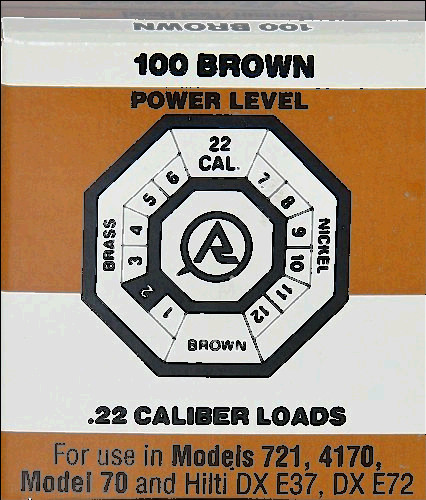 100 BROWN
100 BROWN
POWER LEVEL
22
CAL.
BRASS
1
2
3
4
5
6
7
8
9
10
11
12
NICKEL
BROWN
.22 CALIBER LOADS
For use in Models 721, 4170,
Model 70 and Hilti DX E37, DX E72